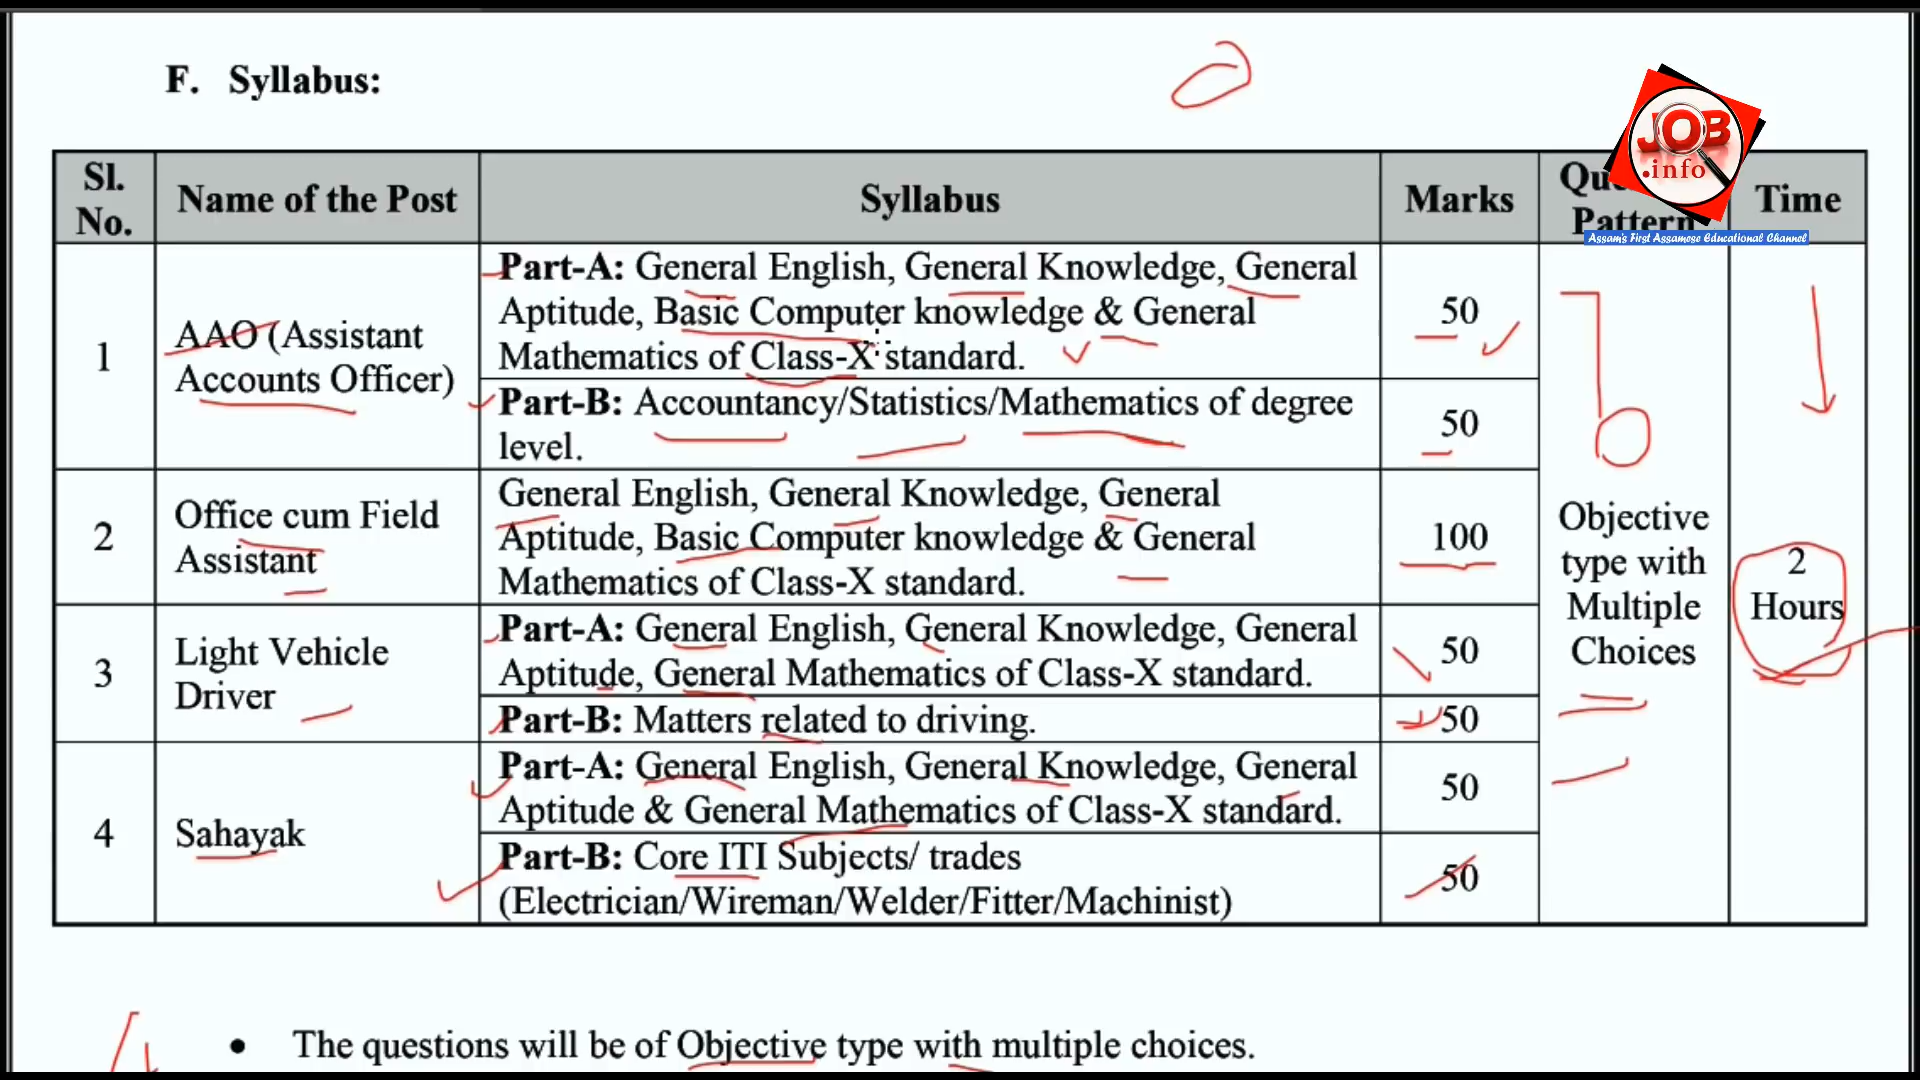 F. Syllabus:
JOB
.info
Assam's First Assamese Educational Channel
Sl.
No.
Name of the Post
Syllabus
Marks
Pattern
Time
1
AAO (Assistant
Accounts Officer)
Part-A: General English, General Knowledge, General
Aptitude, Basic Computer knowledge & General
Mathematics of Class-X standard.
50
Part-B: Accountancy/Statistics/Mathematics of degree
level.
50
2
Office cum Field
Assistant
General English, General Knowledge, General
Aptitude, Basic Computer knowledge & General
Mathematics of Class-X standard.
100
3
Light Vehicle
Driver
Part-A: General English, General Knowledge, General
Aptitude, General Mathematics of Class-X standard.
50
Part-B: Matters related to driving.
50
4
Sahayak
Part-A: General English, General Knowledge, General
Aptitude & General Mathematics of Class-X standard.
50
Part-B: Core ITI Subjects/ trades
(Electrician/Wireman/Welder/Fitter/Machinist)
50
Objective
type with
Multiple
Choices
2
Hours
• The questions will be of Objective type with multiple choices.